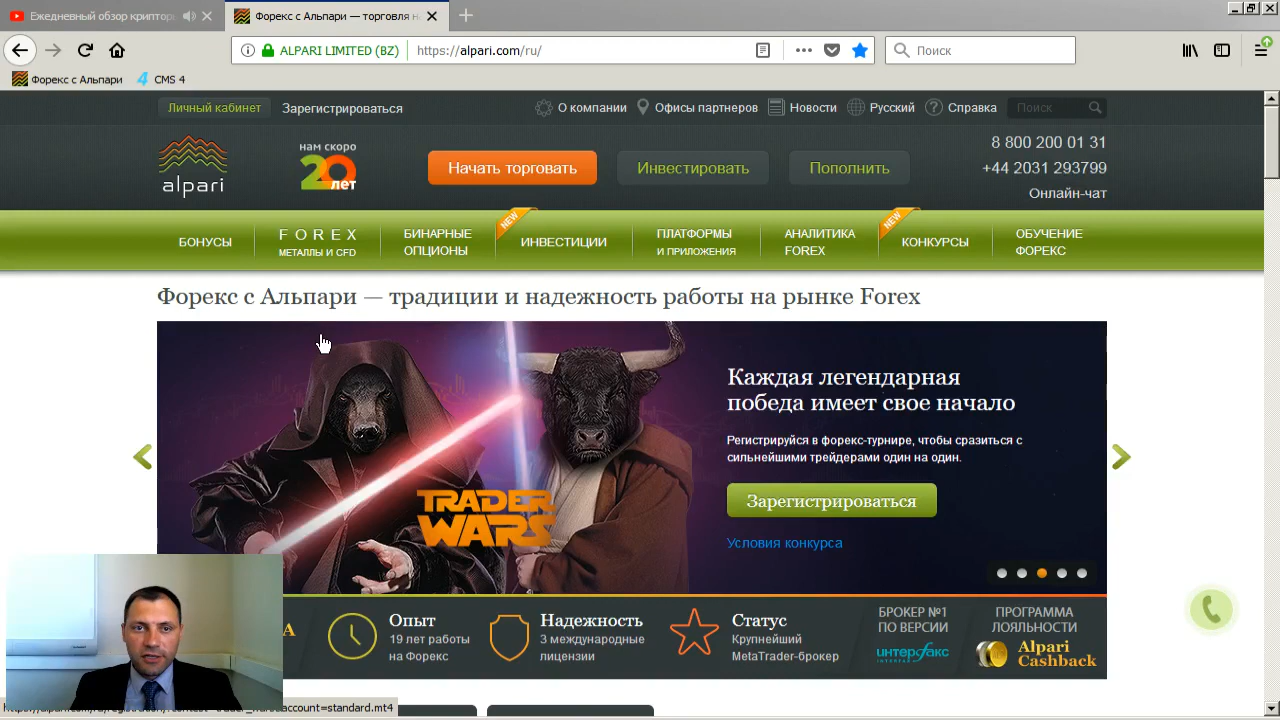 Ежедневный обзор криптор
Форекс с Альпари — торговля на
ALPARI LIMITED (BZ)
https://alpari.com/ru/
Поиск
Форекс с Альпари
4 CMS 4
Личный кабинет
Зарегистрироваться
О компании
Офисы партнеров
Новости
Русский
Справка
Поиск
alpari
нам скоро
20
лет
Начать торговать
Инвестировать
Пополнить
8 800 200 01 31
+44 2031 293799
Онлайн-чат
БОНУСЫ
FOREX
МЕТАЛЛЫ И CFD
БИНАРНЫЕ
ОПЦИОНЫ
NEW
ИНВЕСТИЦИИ
ПЛАТФОРМЫ
И ПРИЛОЖЕНИЯ
АНАЛИТИКА
FOREX
NEW
КОНКУРСЫ
ОБУЧЕНИЕ
ФОРЕКС
Форекс с Альпари — традиции и надежность работы на рынке Forex
TRADER
WARS
Каждая легендарная
победа имеет свое начало
Регистрируйся в форекс-турнире, чтобы сразиться с
сильнейшими трейдерами один на один.
Зарегистрироваться
Условия конкурса
Опыт
19 лет работы
на Форекс
Надежность
3 международные
лицензии
Статус
Крупнейший
MetaTrader-брокер
БРОКЕР №1
ПО ВЕРСИИ
интерфакс
INTERFAX
ПРОГРАММА
ЛОЯЛЬНОСТИ
Alpari
Cashback